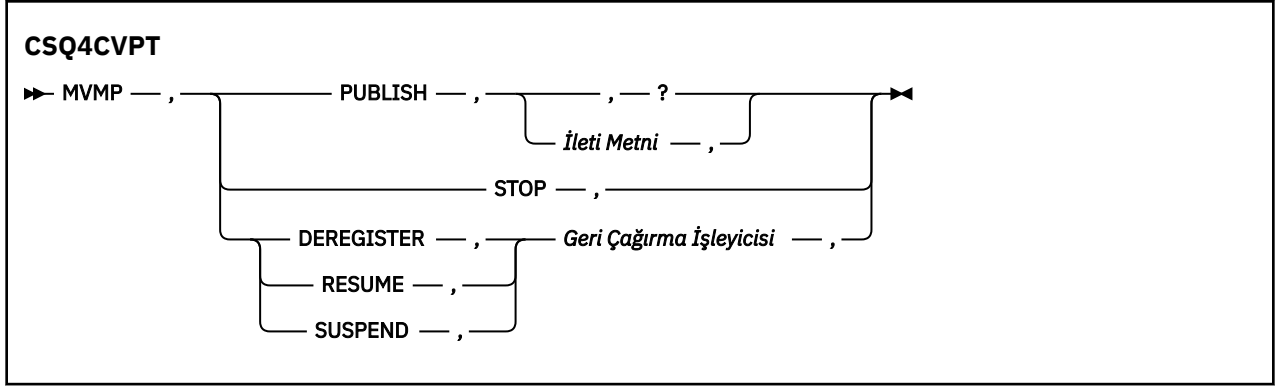 CSQ4CVPT
MVMP , PUBLISH , , ?
İleti Metni ,
STOP ,
DEREGISTER , Geri Çağırma İşleyicisi ,
RESUME ,
SUSPEND ,